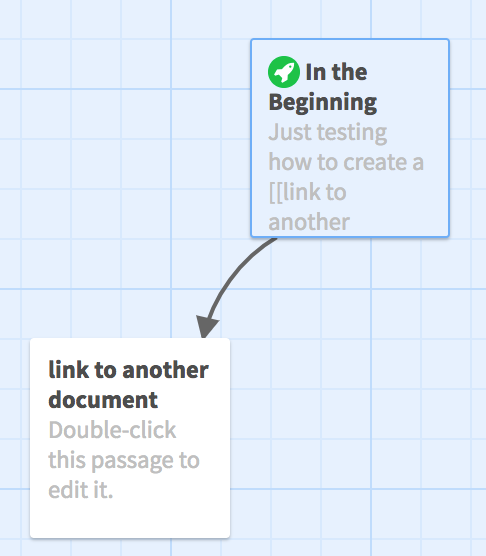 In the
Beginning
Just testing
how to create a
[[link to
another
link to another
document
Double-click
this passage to
edit it.